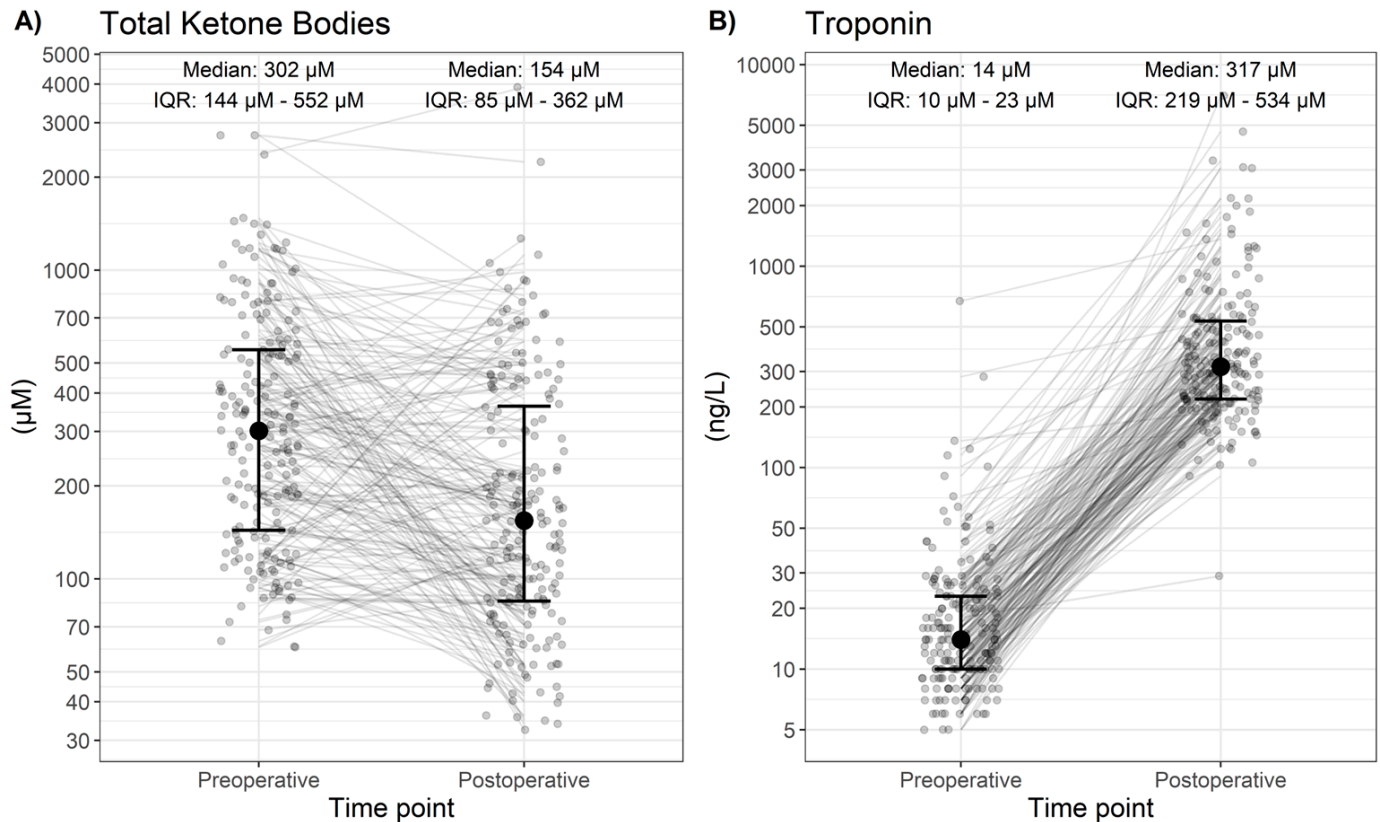 A) Total Ketone Bodies
Median: 302 µM
IQR: 144 µM - 552 µM
Median: 154 µM
IQR: 85 µM - 362 µM
5000
4000
3000
2000
1000
700
500
400
300
200
100
70
50
40
30
(µM)
Preoperative
Postoperative
Time point
B) Troponin
Median: 14 µM
IQR: 10 µM - 23 µM
Median: 317 µM
IQR: 219 µM - 534 µM
10000
5000
3000
2000
1000
500
300
200
100
50
30
20
10
5
(ng/L)
Preoperative
Postoperative
Time point